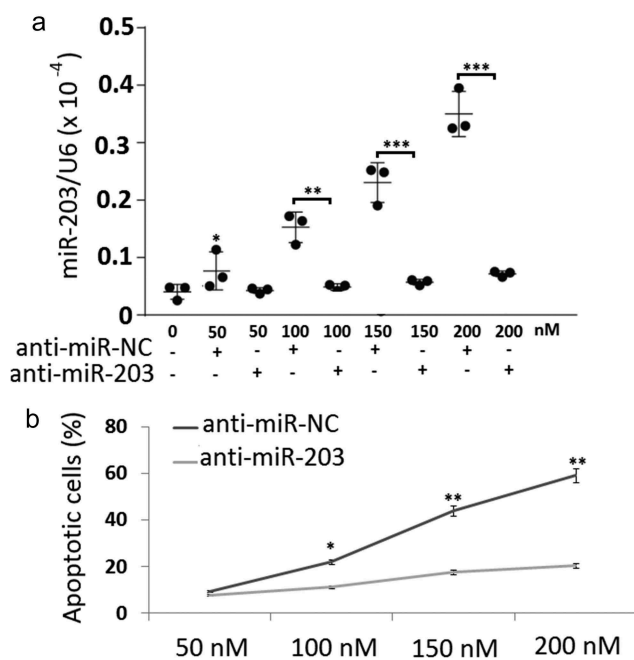 a
miR-203/U6 (x 10⁻⁴)
0.5
0.4
0.3
0.2
0.1
0
*
**
***
***
0 50 50 100 100 150 150 200 200 nM
anti-miR-NC - + - + - + - + -
anti-miR-203 - - + - + - + - +
b
Apoptotic cells (%)
80
60
40
20
0
anti-miR-NC
anti-miR-203
*
**
**
50 nM 100 nM 150 nM 200 nM